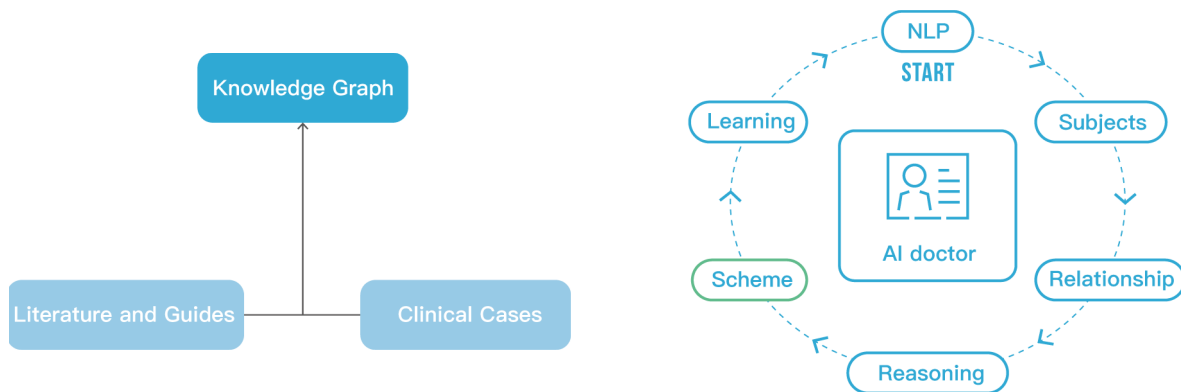 Knowledge Graph
Literature and Guides
Clinical Cases
NLP
START
Subjects
Relationship
Reasoning
Scheme
Learning
AI doctor